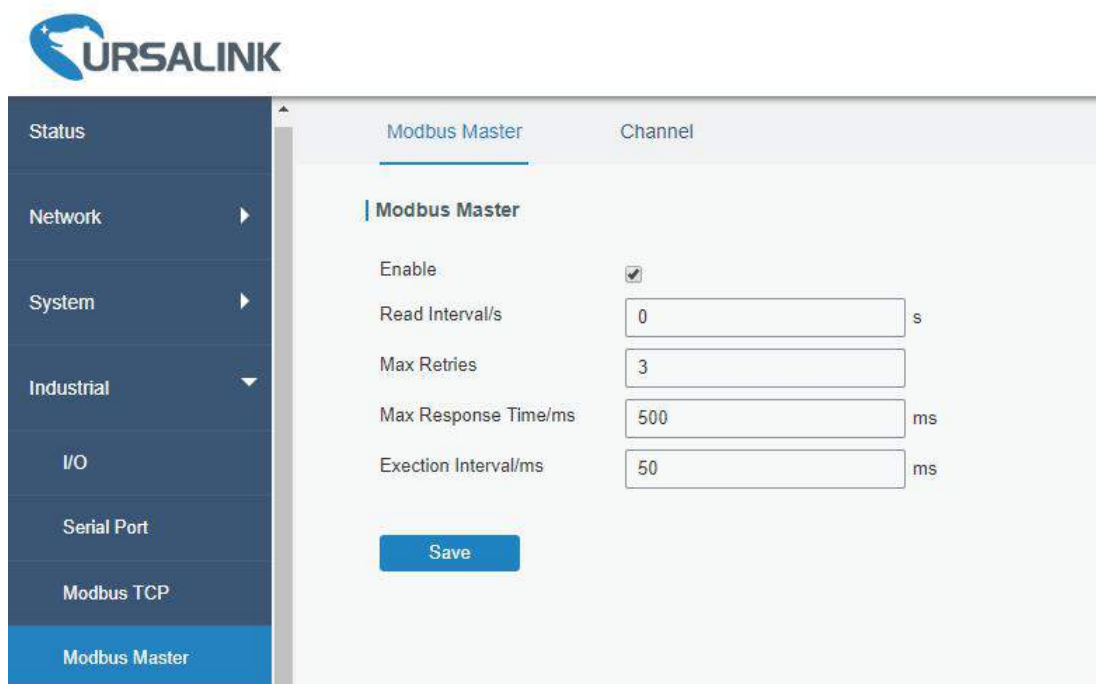 URSALINK
Status
Network
System
Industrial
I/O
Serial Port
Modbus TCP
Modbus Master
Modbus Master Channel
Modbus Master
Enable
Read Interval/s 0 s
Max Retries 3
Max Response Time/ms 500 ms
Exection Interval/ms 50 ms
Save